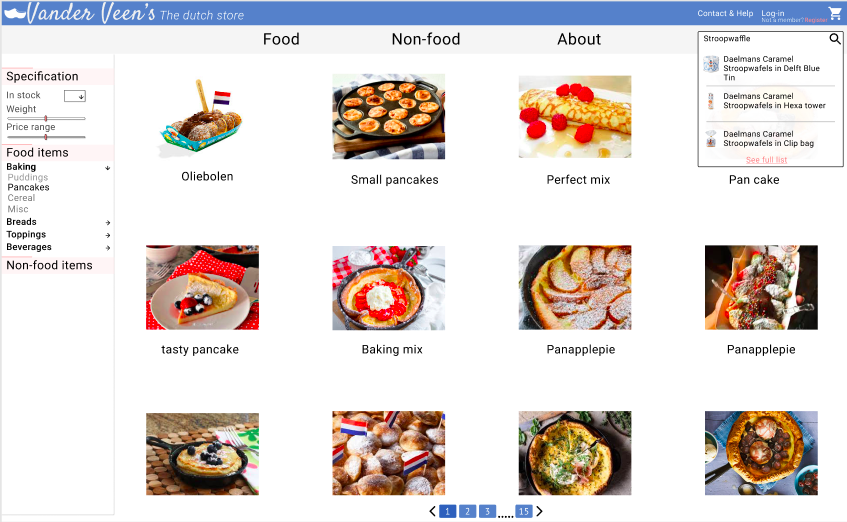 Vander Veen's The dutch store
Contact & Help
Log-in
Not a member? Register
Food
Non-food
About
Stroopwaffle
Daelmans Caramel
Stroopwafels in Delft Blue
Tin
Daelmans Caramel
Stroopwafels in Hexa tower
Daelmans Caramel
Stroopwafels in Clip bag
See full list
Specification
In stock
Weight
Price range
Food items
Baking
Puddings
Pancakes
Cereal
Misc
Breads
Toppings
Beverages
Non-food items
Oliebolen
Small pancakes
Perfect mix
Pan cake
tasty pancake
Baking mix
Panapplepie
Panapplepie
1 2 3 ..... 15